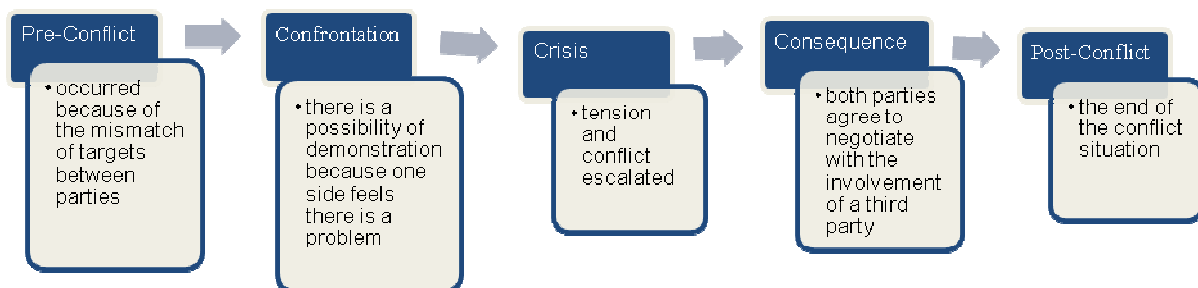 Pre-Conflict
• occurred
because of
the mismatch
of targets
between
parties
Confrontation
• there is a
possibility of
demonstration
because one
side feels
there is a
problem
Crisis
• tension
and
conflict
escalated
Consequence
• both parties
agree to
negotiate
with the
involvement
of a third
party
Post-Conflict
• the end of
the conflict
situation